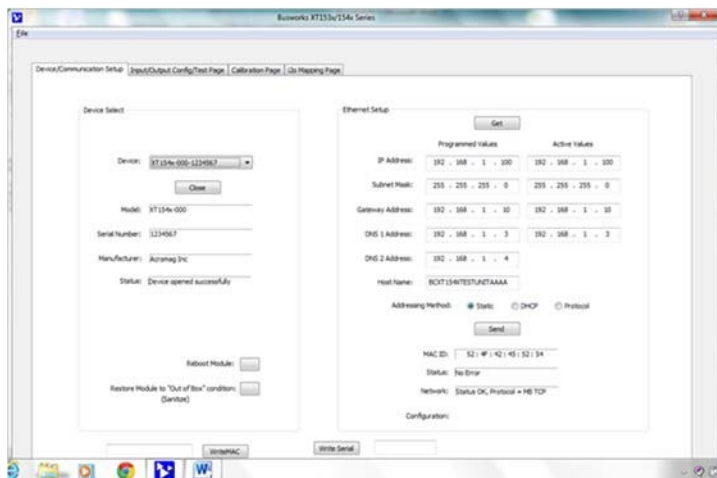 Busworks XT153x/154x Series
File
Device/Communication Setup Input/Output Config/Test Page Calibration Page i2o Mapping Page
Device Select
Device: XT154x-000-1234567
Close
Model: XT154x-000
Serial Number: 1234567
Manufacturer: Acromag Inc
Status: Device opened successfully
Reboot Module:
Restore Module to "Out of Box" condition:
(Sanitize)
WriteMAC
Ethernet Setup
Get
Programmed Values Active Values
IP Address: 192 . 168 . 1 . 100 192 . 168 . 1 . 100
Subnet Mask: 255 . 255 . 255 . 0 255 . 255 . 255 . 0
Gateway Address: 192 . 168 . 1 . 10 192 . 168 . 1 . 10
DNS 1 Address: 192 . 168 . 1 . 3 192 . 168 . 1 . 3
DNS 2 Address: 192 . 168 . 1 . 4
Host Name: BCXT154XTESTUNITAAAA
Addressing Method: Static DHCP Protocol
Send
MAC ID: 52 : 4F : 42 : 45 : 52 : 54
Status: No Error
Network: Status OK, Protocol = MB TCP
Configuration:
Write Serial